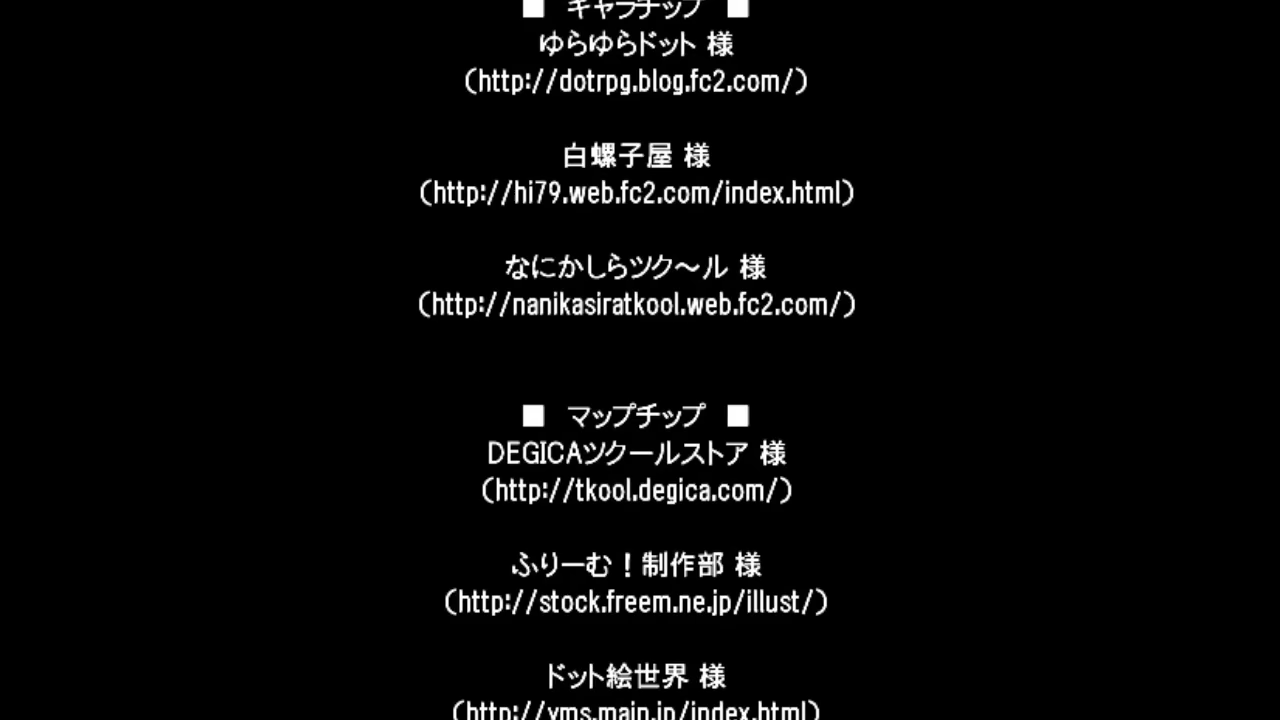 ■ キャラチップ ■
ゆらゆらドット 様
(http://dotrpg.blog.fc2.com/)
白螺子屋 様
(http://hi79.web.fc2.com/index.html)
なにかしらツク～ル 様
(http://nanikasiratkool.web.fc2.com/)
■ マップチップ ■
DEGICAツクールストア 様
(http://tkool.degica.com/)
ふりーむ！制作部 様
(http://stock.freem.ne.jp/illust/)
ドット絵世界 様
(http://yms.main.jp/index.html)